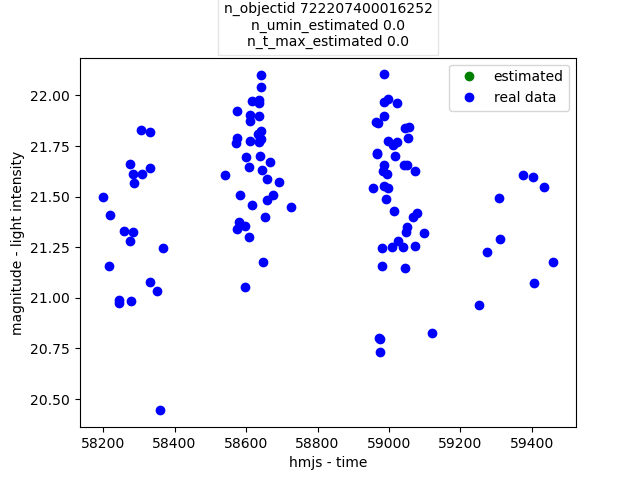 n_objectid 722207400016252
n_umin_estimated 0.0
n_t_max_estimated 0.0
estimated
real data
22.00
21.75
21.50
21.25
21.00
20.75
20.50
magnitude - light intensity
58200 58400 58600 58800 59000 59200 59400
hmjs - time